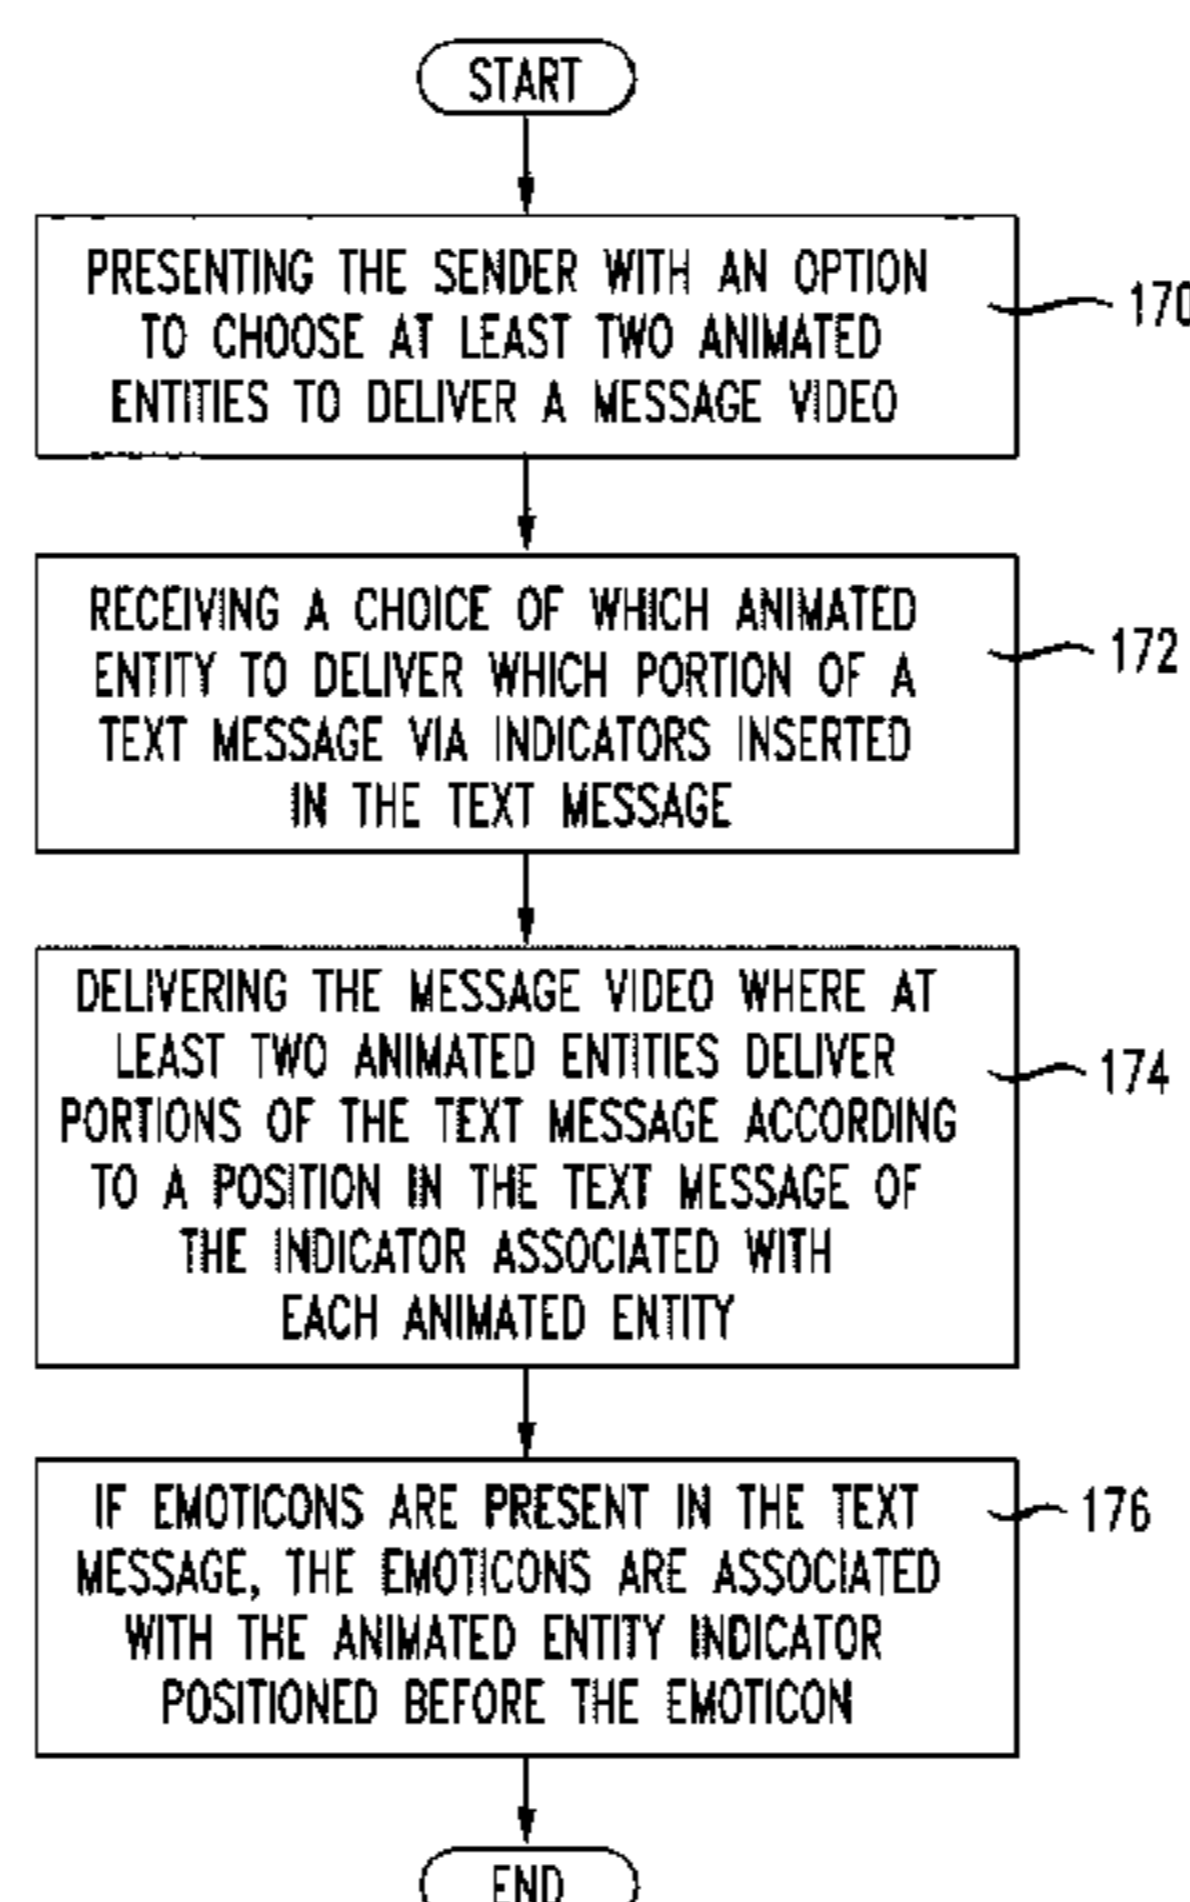 START
PRESENTING THE SENDER WITH AN OPTION
TO CHOOSE AT LEAST TWO ANIMATED
ENTITIES TO DELIVER A MESSAGE VIDEO
170
RECEIVING A CHOICE OF WHICH ANIMATED
ENTITY TO DELIVER WHICH PORTION OF A
TEXT MESSAGE VIA INDICATORS INSERTED
IN THE TEXT MESSAGE
172
DELIVERING THE MESSAGE VIDEO WHERE AT
LEAST TWO ANIMATED ENTITIES DELIVER
PORTIONS OF THE TEXT MESSAGE ACCORDING
TO A POSITION IN THE TEXT MESSAGE OF
THE INDICATOR ASSOCIATED WITH
EACH ANIMATED ENTITY
174
IF EMOTICONS ARE PRESENT IN THE TEXT
MESSAGE, THE EMOTICONS ARE ASSOCIATED
WITH THE ANIMATED ENTITY INDICATOR
POSITIONED BEFORE THE EMOTICON
176
END